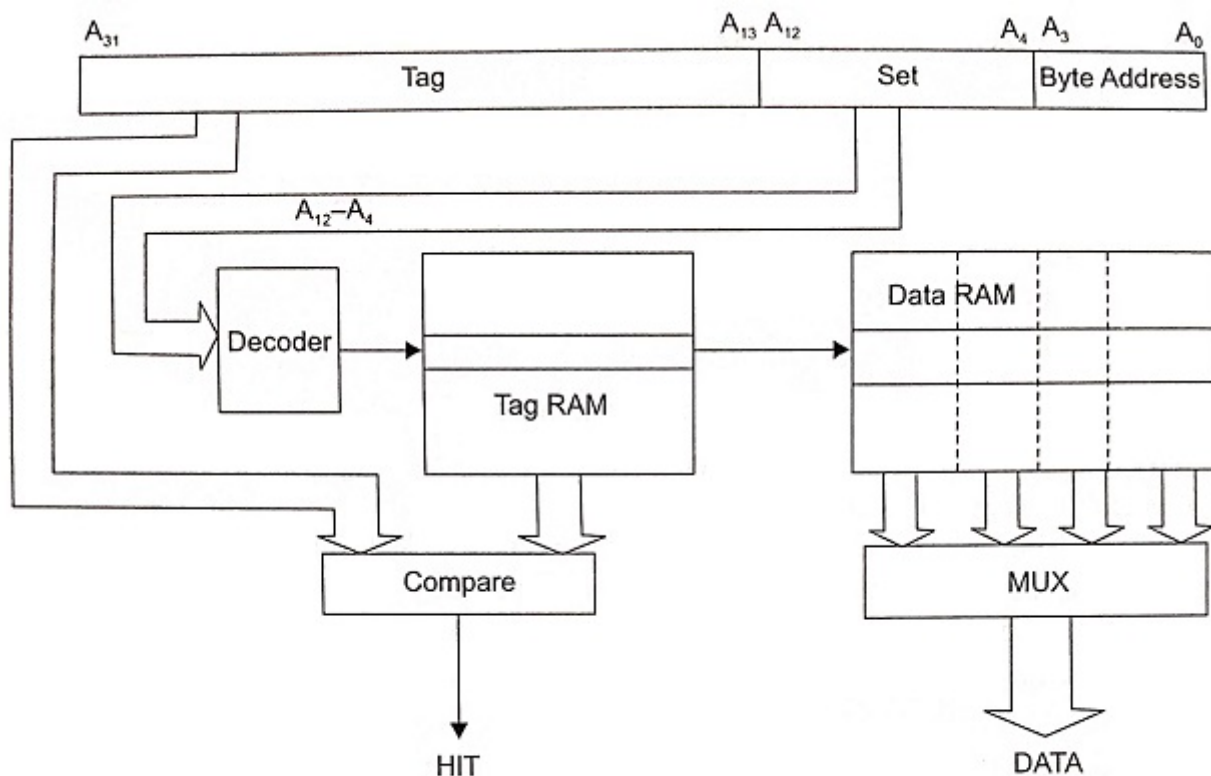 A31 A13 A12 A4 A3 A0
Tag Set Byte Address
A12–A4
Decoder
Tag RAM
Data RAM
Compare
MUX
HIT
DATA